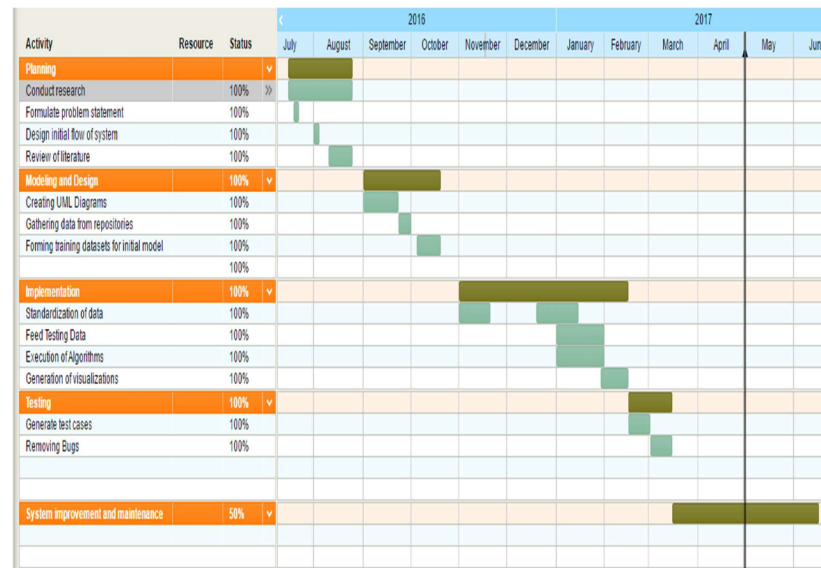 2016 2017
Activity Resource Status July August September October November December January February March April May Jun
Planning
Conduct research 100%
Formulate problem statement 100%
Design initial flow of system 100%
Review of literature 100%
Modeling and Design 100%
Creating UML Diagrams 100%
Gathering data from repositories 100%
Forming training datasets for initial model 100%
100%
Implementation 100%
Standardization of data 100%
Feed Testing Data 100%
Execution of Algorithms 100%
Generation of visualizations 100%
Testing 100%
Generate test cases 100%
Removing Bugs 100%
System improvement and maintenance 50%